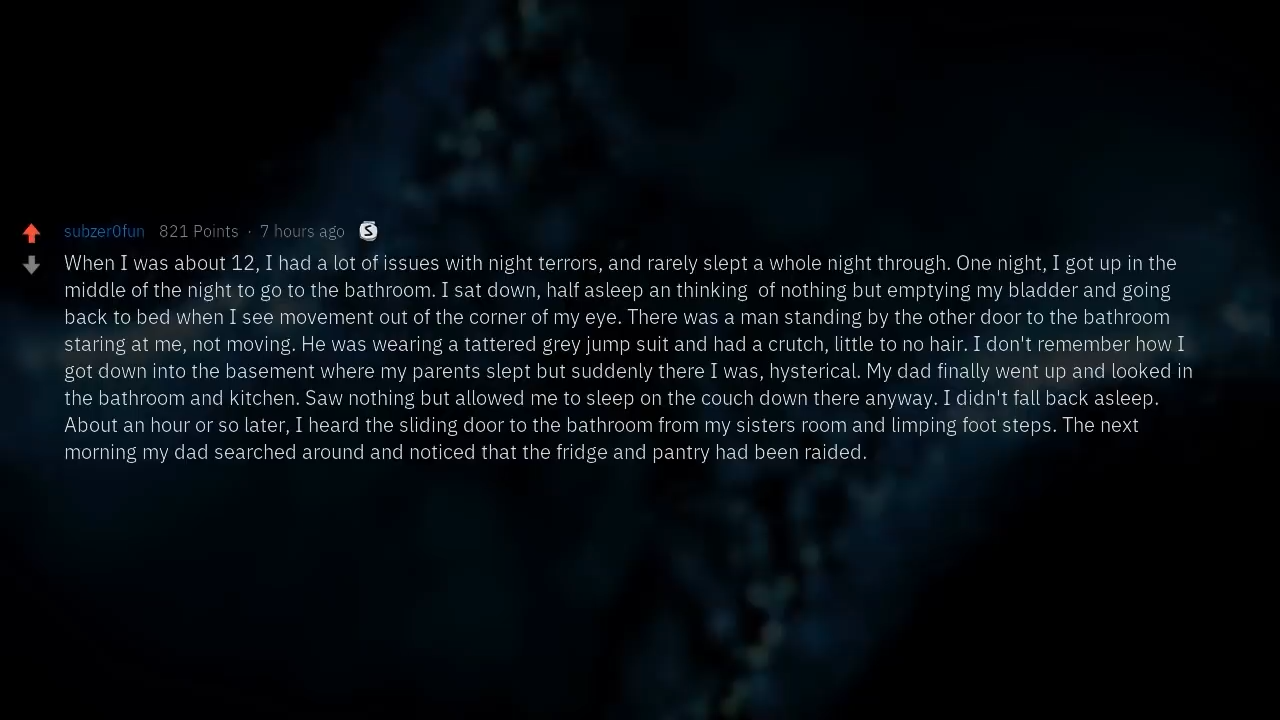 subzer0fun 821 Points · 7 hours ago S
When I was about 12, I had a lot of issues with night terrors, and rarely slept a whole night through. One night, I got up in the
middle of the night to go to the bathroom. I sat down, half asleep an thinking  of nothing but emptying my bladder and going
back to bed when I see movement out of the corner of my eye. There was a man standing by the other door to the bathroom
staring at me, not moving. He was wearing a tattered grey jump suit and had a crutch, little to no hair. I don't remember how I
got down into the basement where my parents slept but suddenly there I was, hysterical. My dad finally went up and looked in
the bathroom and kitchen. Saw nothing but allowed me to sleep on the couch down there anyway. I didn't fall back asleep.
About an hour or so later, I heard the sliding door to the bathroom from my sisters room and limping foot steps. The next
morning my dad searched around and noticed that the fridge and pantry had been raided.